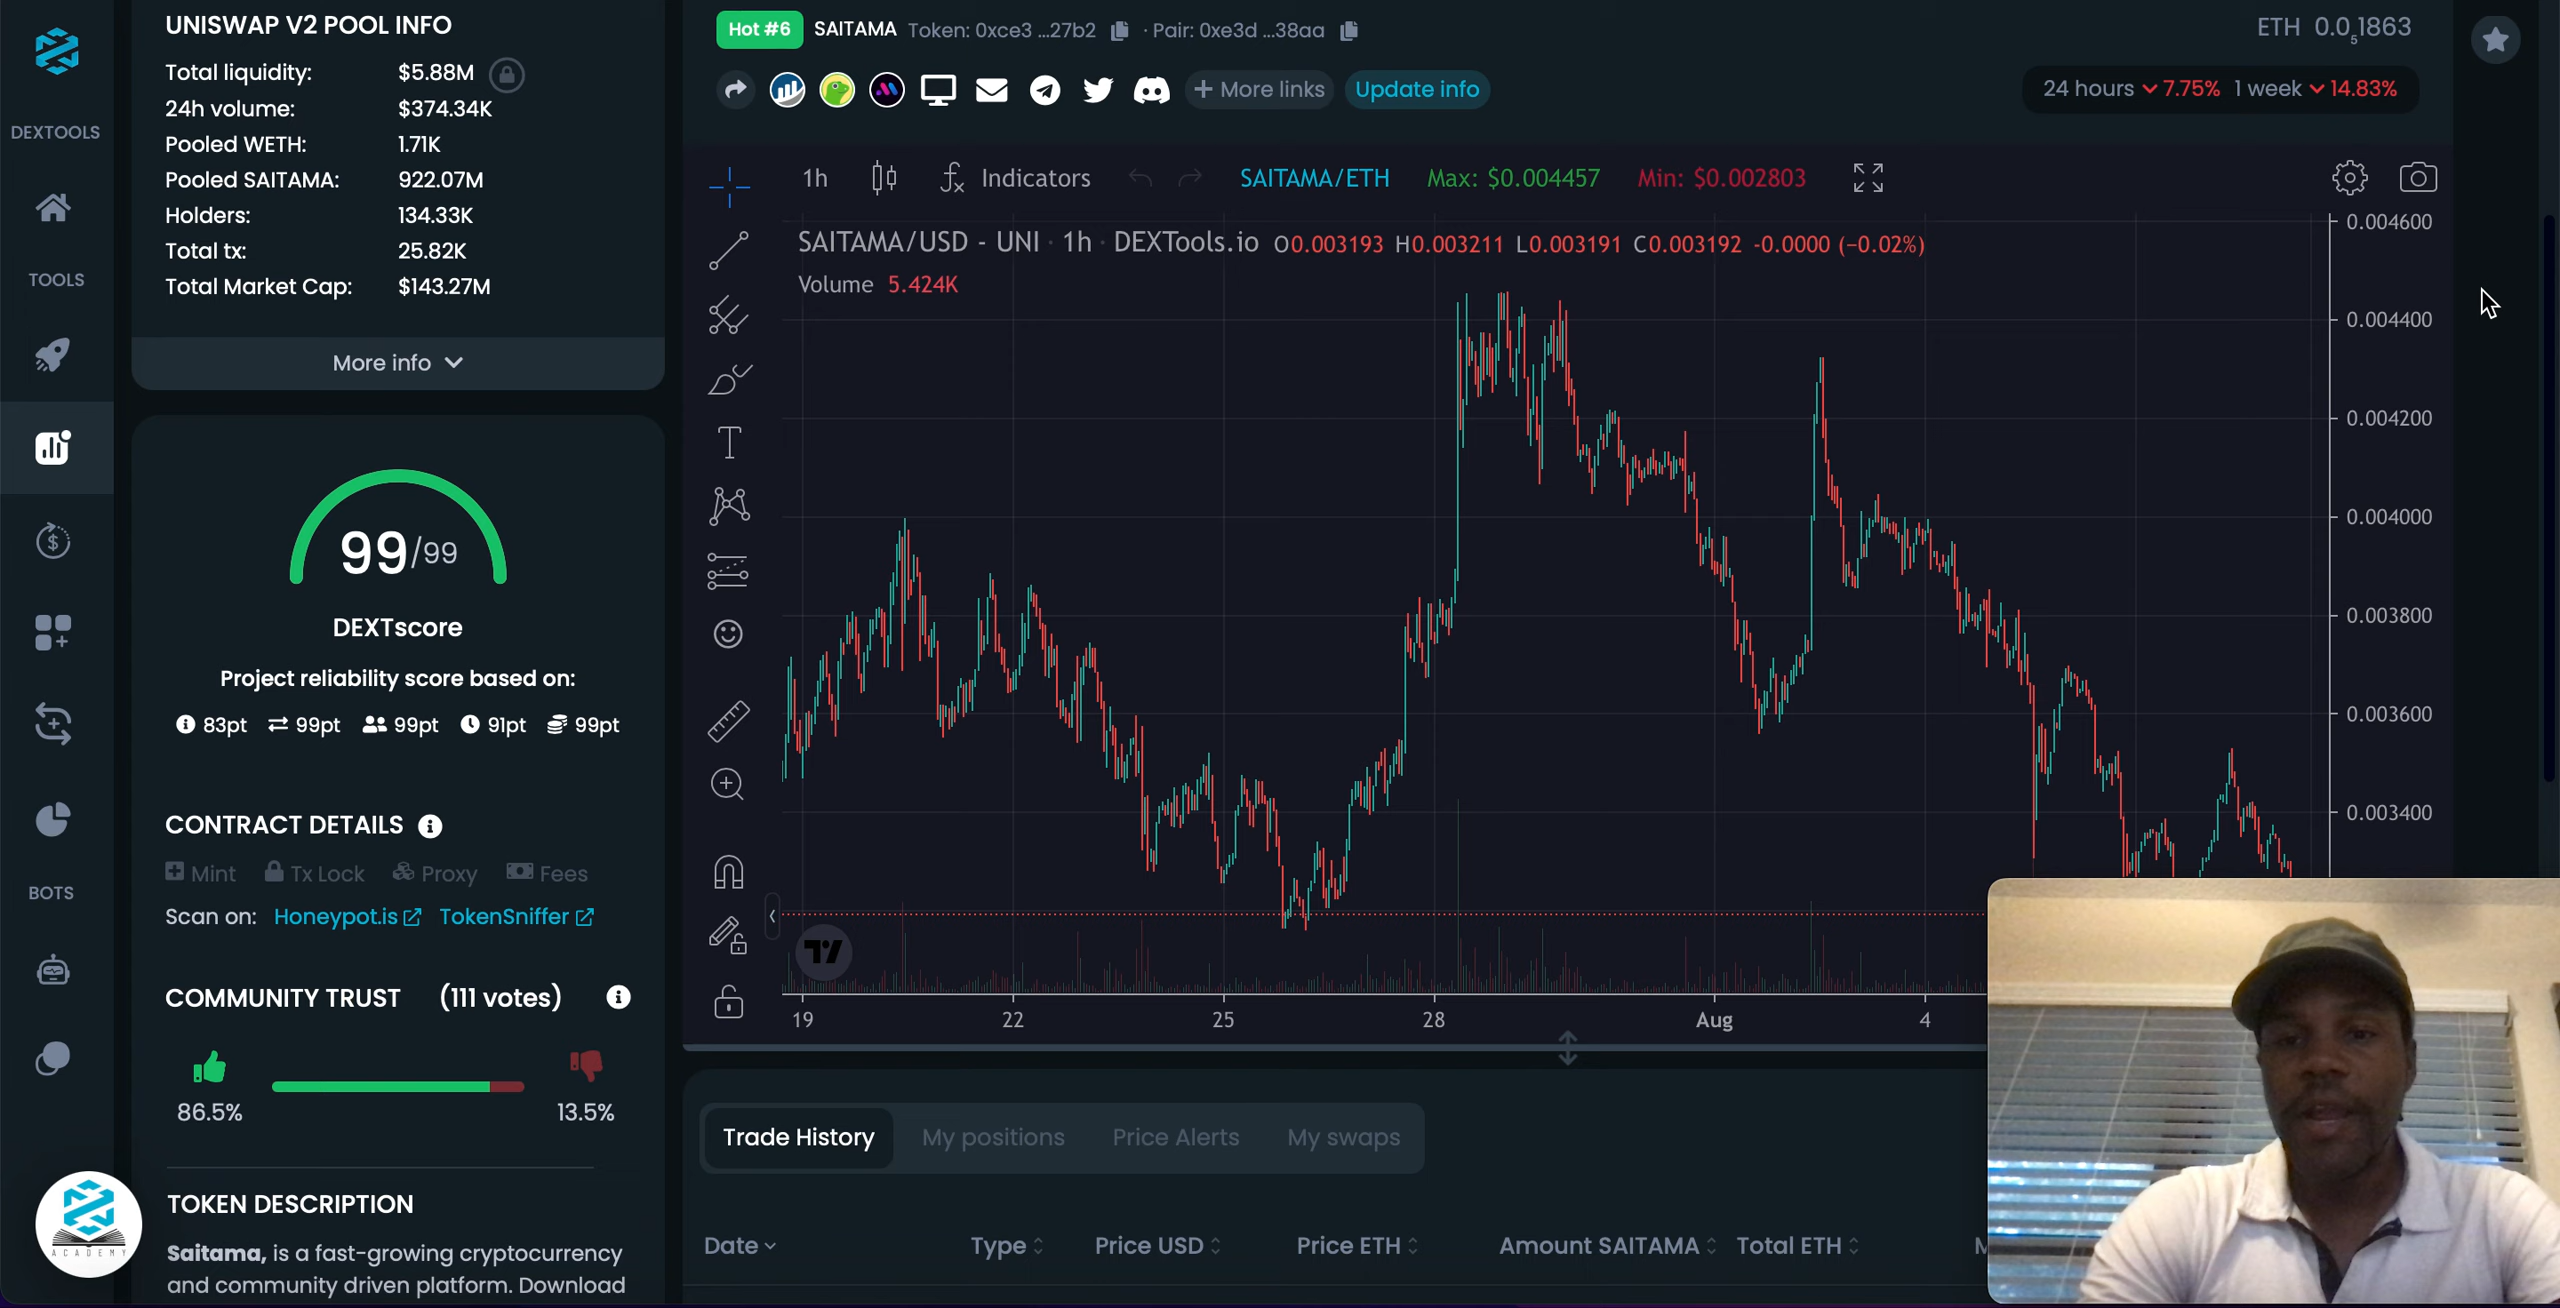 DEXTOOLS
TOOLS
BOTS
ACADEMY
UNISWAP V2 POOL INFO
Total liquidity: $5.88M
24h volume: $374.34K
Pooled WETH: 1.71K
Pooled SAITAMA: 922.07M
Holders: 134.33K
Total tx: 25.82K
Total Market Cap: $143.27M
More info
99/99
DEXTscore
Project reliability score based on:
83pt 99pt 99pt 91pt 99pt
CONTRACT DETAILS
Mint Tx Lock Proxy Fees
Scan on: Honeypot.is TokenSniffer
COMMUNITY TRUST (111 votes)
86.5% 13.5%
TOKEN DESCRIPTION
Saitama, is a fast-growing cryptocurrency
and community driven platform. Download
Hot #6 SAITAMA Token: 0xce3 ...27b2 · Pair: 0xe3d ...38aa
ETH 0.0₅1863
+ More links Update info
24 hours 7.75% 1 week 14.83%
1h Indicators SAITAMA/ETH Max: $0.004457 Min: $0.002803
SAITAMA/USD - UNI · 1h · DEXTools.io O0.003193 H0.003211 L0.003191 C0.003192 -0.0000 (−0.02%)
Volume 5.424K
0.004600
0.004400
0.004200
0.004000
0.003800
0.003600
0.003400
19 22 25 28 Aug 4
Trade History My positions Price Alerts My swaps
Date Type Price USD Price ETH Amount SAITAMA Total ETH M